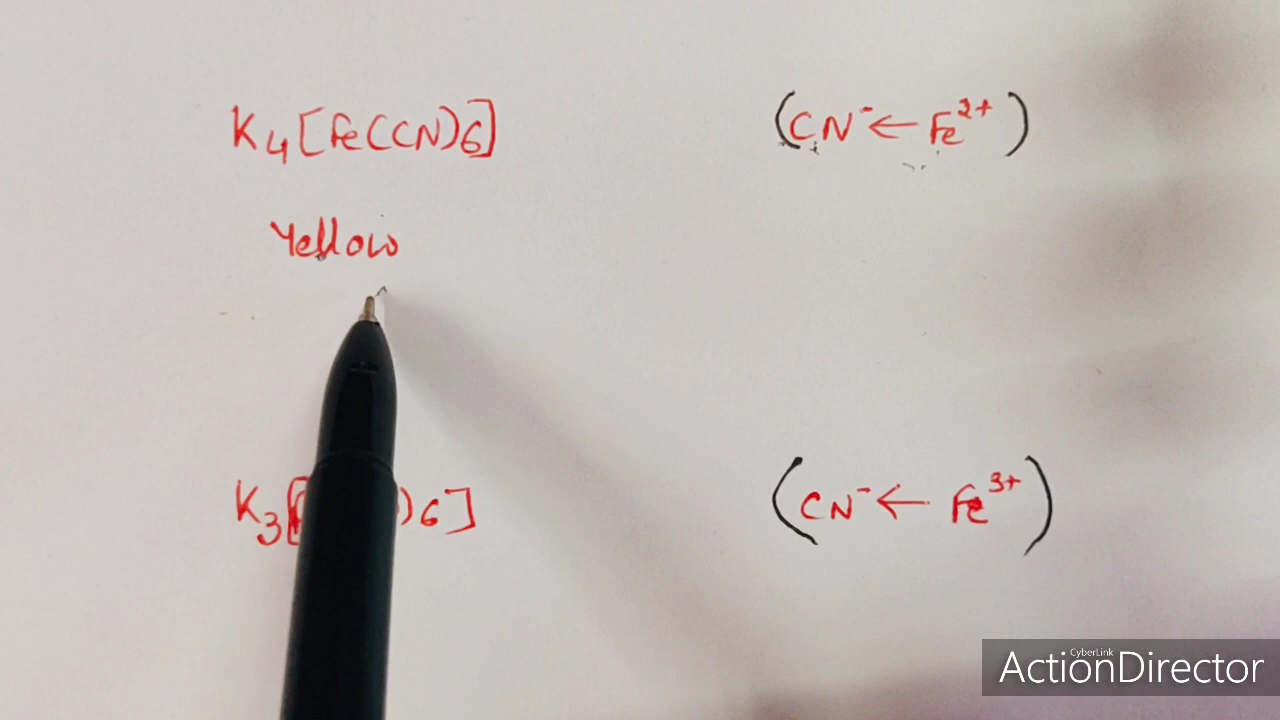 K4[Fe(CN)6]
(CN⁻ ← Fe²⁺)
Yellow
K3[ )6]
(CN⁻ ← Fe³⁺)
CyberLink
ActionDirector